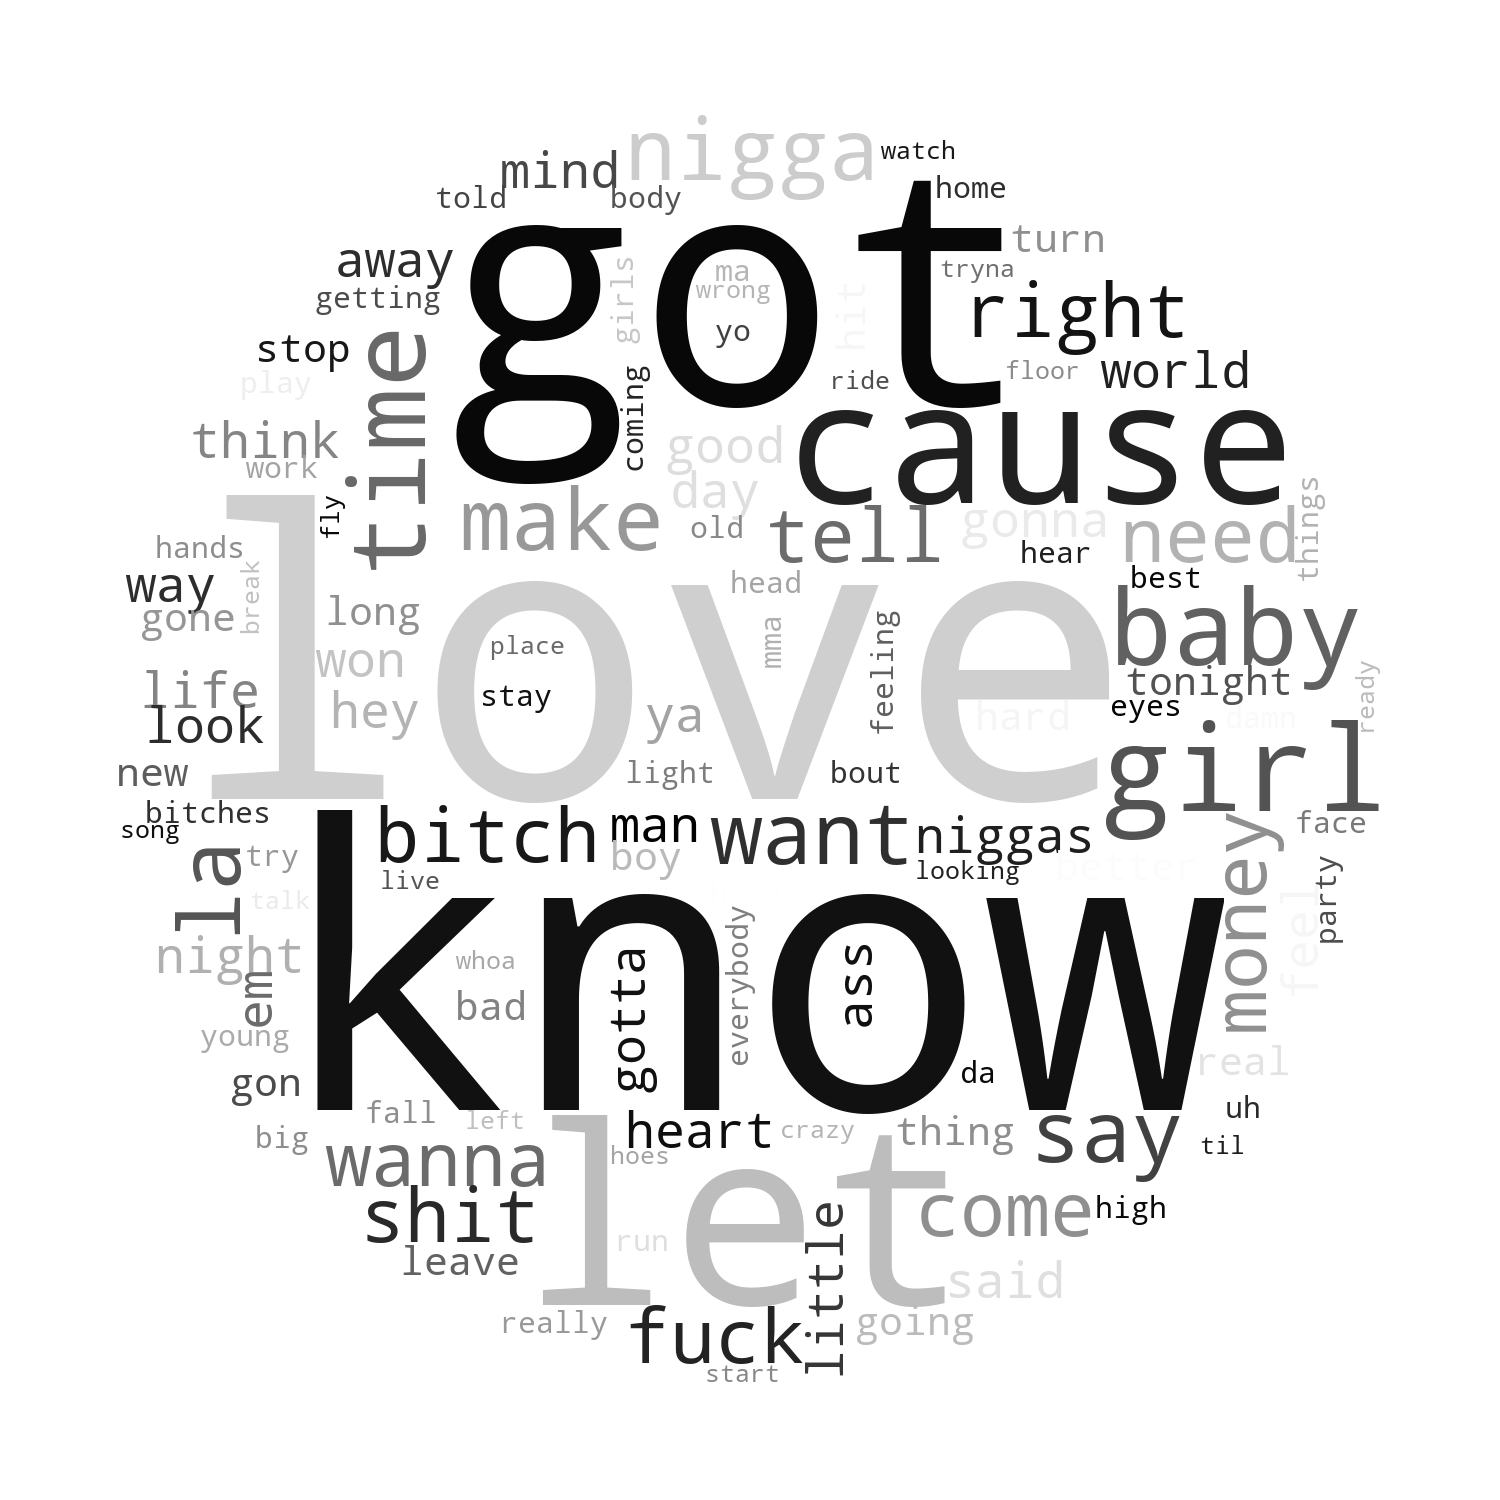 nigga
watch
mind
told
body
home
got
turn
away
girls
ma
tryna
getting
wrong
hit
right
yo
stop
time
play
coming
ride
floor
world
cause
think
good
work
day
things
fly
make
old
tell
gonna
need
hands
hear
way
break
love
head
best
gone
long
mma
feeling
baby
place
won
life
stay
tonight
ready
look
hey
ya
hard
eyes
damn
girl
new
light
bout
bitches
song
bitch
man
want
niggas
money
face
la
try
boy
looking
better
live
party
talk
know
feel
night
whoa
everybody
ass
em
bad
gotta
young
da
real
gon
fall
left
heart
crazy
thing
say
uh
big
til
wanna
hoes
let
shit
little
come
high
leave
run
said
really
fuck
going
start